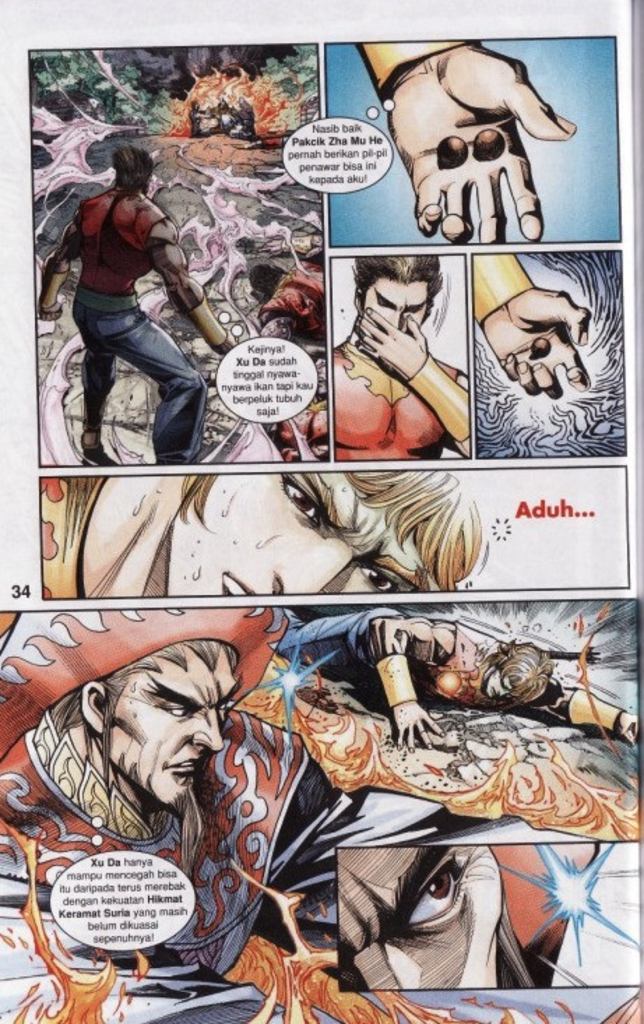 Nasib baik
Pakcik Zha Mu He
pernah berikan pil-pil
penawar bisa ini
kepada aku!
Kejinya!
Xu Da sudah
tinggal nyawa-
nyawa ikan tapi kau
berpeluk tubuh
saja!
Aduh...
34
Xu Da hanya
mampu mencegah bisa
itu daripada terus merebak
dengan kekuatan Hikmat
Keramat Suria yang masih
belum dikuasai
sepenuhnya!